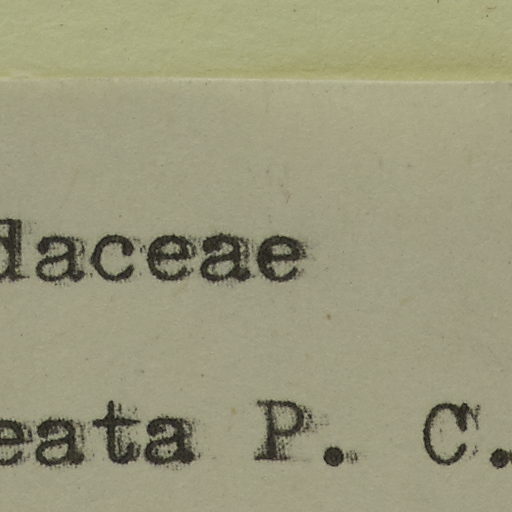 daceae
eata P. C.